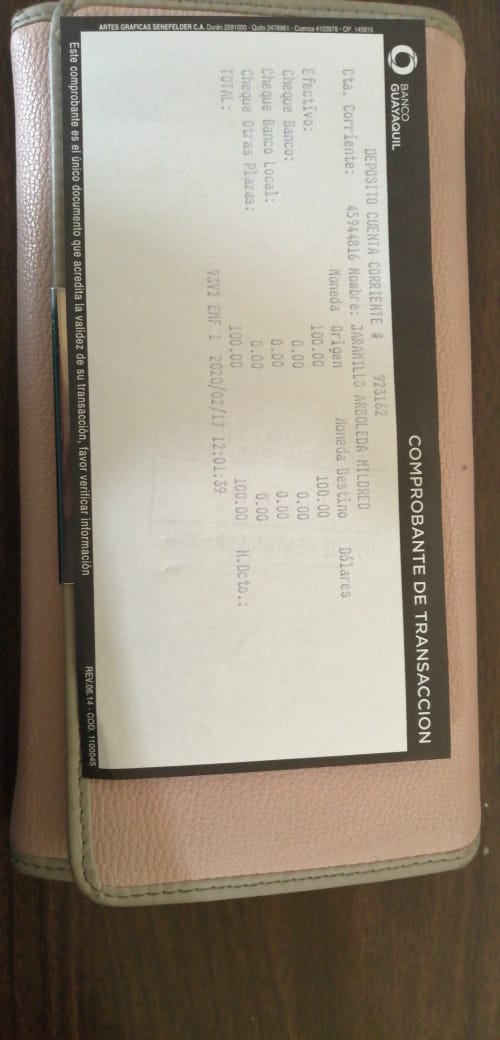 BANCO
GUAYAQUIL
COMPROBANTE DE TRANSACCION
DEPOSITO CUENTA CORRIENTE # 923162
Cta. Corriente: 45944816 Nombre: JARAMILLO ARBOLEDA MILDRED
Moneda Origen Moneda Destino Dólares
Efectivo: 100.00 100.00
Cheque Banco: 0.00 0.00
Cheque Banco Local: 0.00 0.00
Cheque Otras Plazas: 0.00 0.00
TOTAL: 100.00 100.00 N.Dcto.:
93V2 EMF 1 2020/02/17 12:01:39
Este comprobante es el único documento que acredita la validez de su transacción, favor verificar información
REV.06.14 - COD. 1100045
ARTES GRAFICAS SENEFELDER C.A.